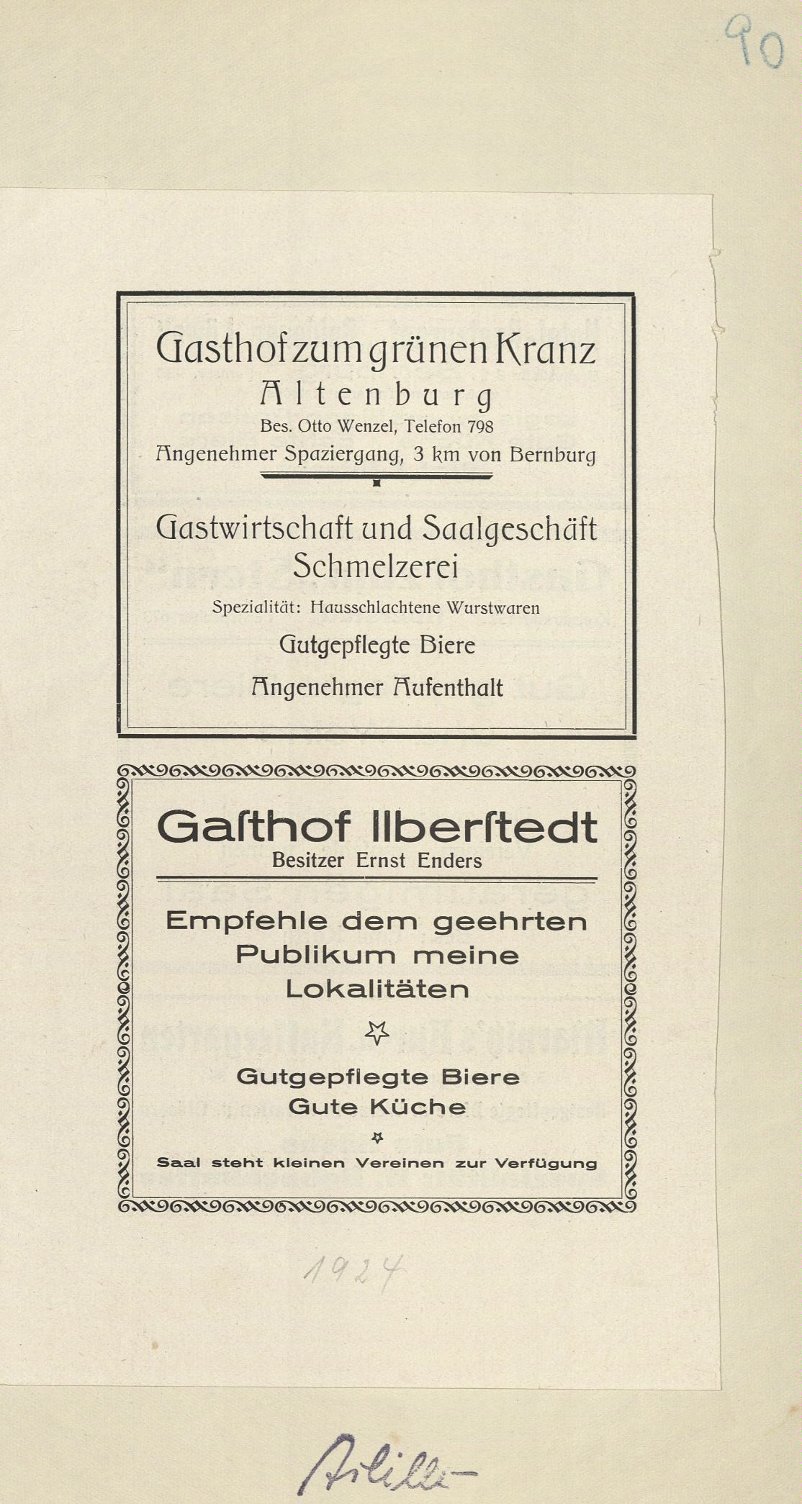 90
Gasthof zum grünen Kranz
Altenburg
Bes. Otto Wenzel, Telefon 798
Angenehmer Spaziergang, 3 km von Bernburg
Gastwirtschaft und Saalgeschäft
Schmelzerei
Spezialität: Hausschlachtene Wurstwaren
Gutgepflegte Biere
Angenehmer Aufenthalt
Gaſthof Ilberſtedt
Besitzer Ernst Enders
Empfehle dem geehrten
Publikum meine
Lokalitäten
Gutgepflegte Biere
Gute Küche
Saal steht kleinen Vereinen zur Verfügung
1924